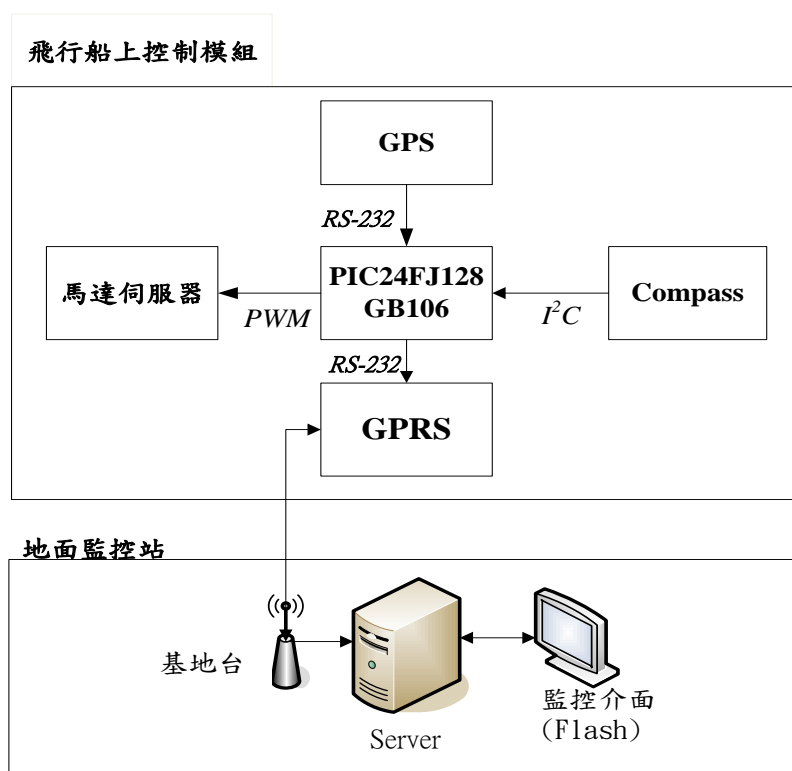 飛行船上控制模組
GPS
RS-232
馬達伺服器
PWM
PIC24FJ128
GB106
I²C
Compass
RS-232
GPRS
地面監控站
基地台
Server
監控介面
(Flash)